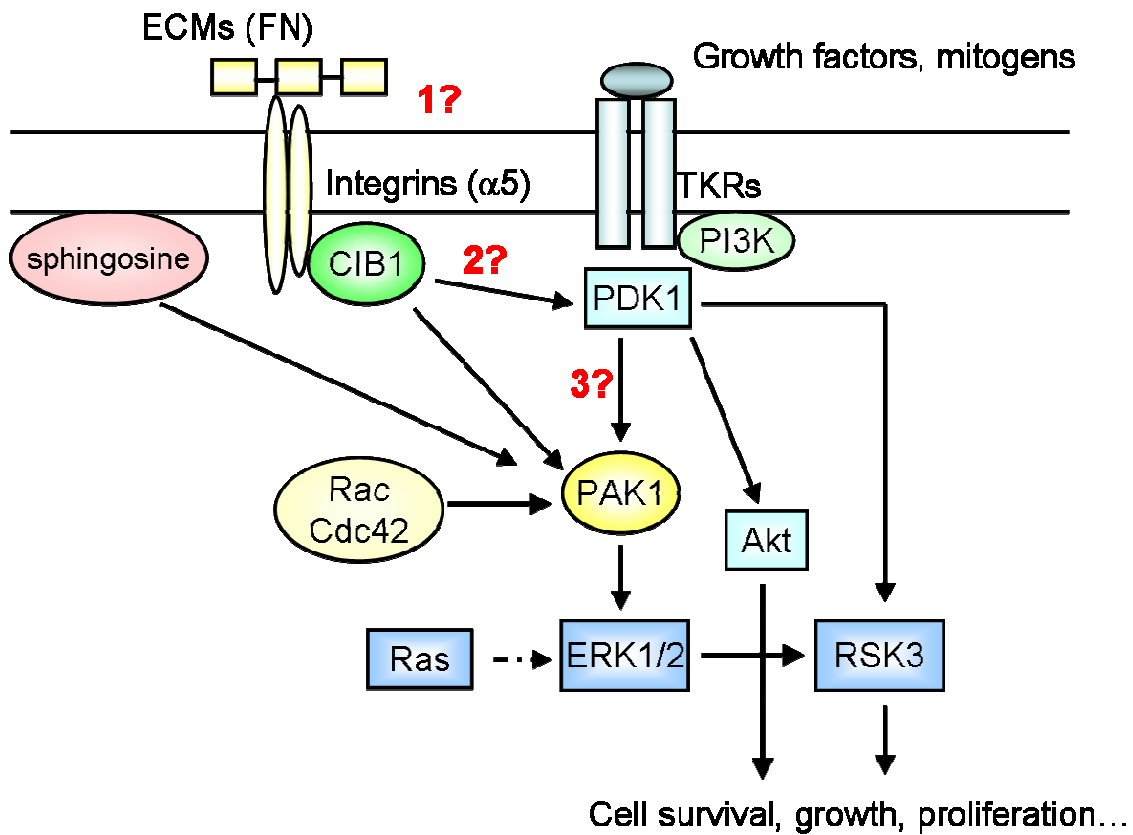 ECMs (FN)
Growth factors, mitogens
1?
Integrins (α5)
TKRs
sphingosine
CIB1
2?
PI3K
PDK1
3?
Rac
Cdc42
PAK1
Akt
Ras
ERK1/2
RSK3
Cell survival, growth, proliferation…